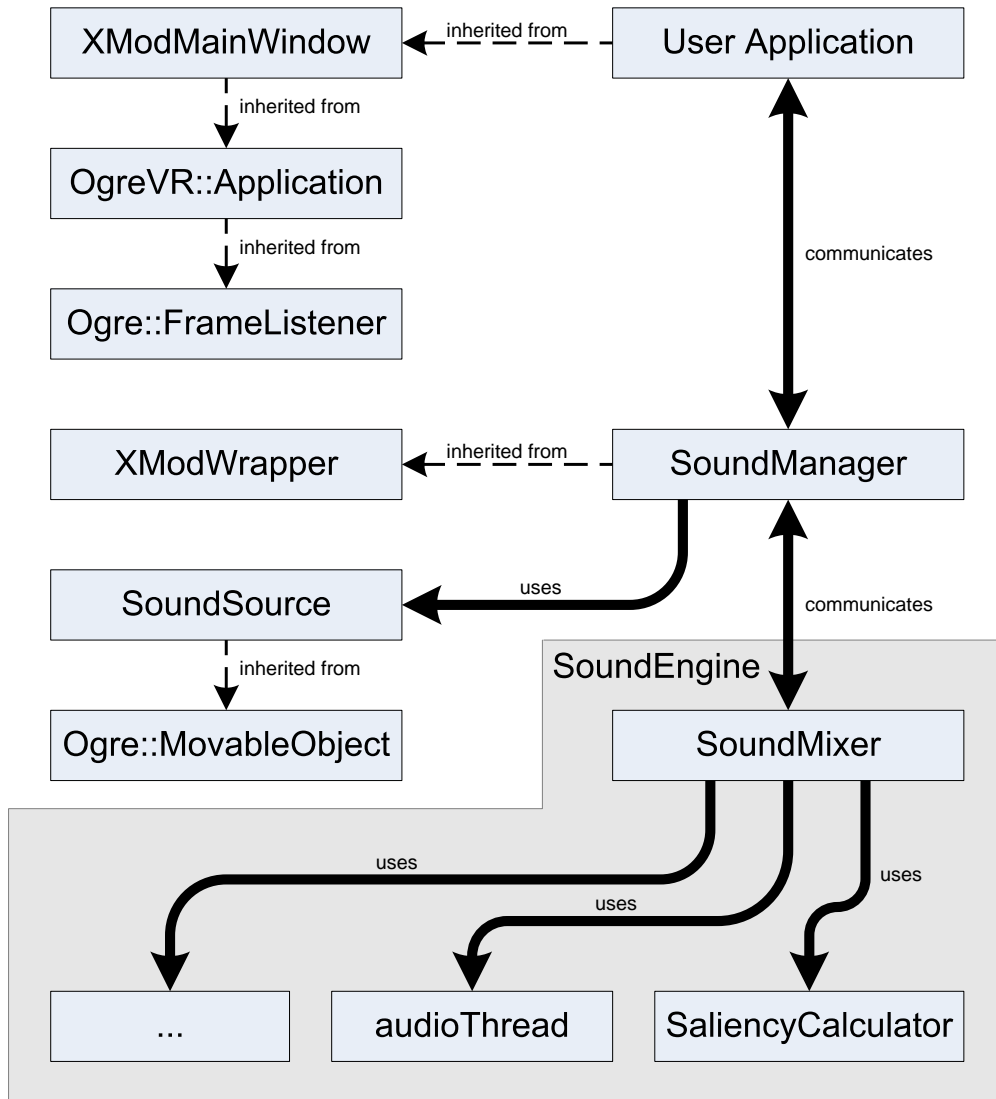 XModMainWindow
inherited from
User Application
inherited from
OgreVR::Application
inherited from
communicates
Ogre::FrameListener
XModWrapper
inherited from
SoundManager
SoundSource
uses
communicates
inherited from
SoundEngine
Ogre::MovableObject
SoundMixer
uses
uses
uses
...
audioThread
SaliencyCalculator